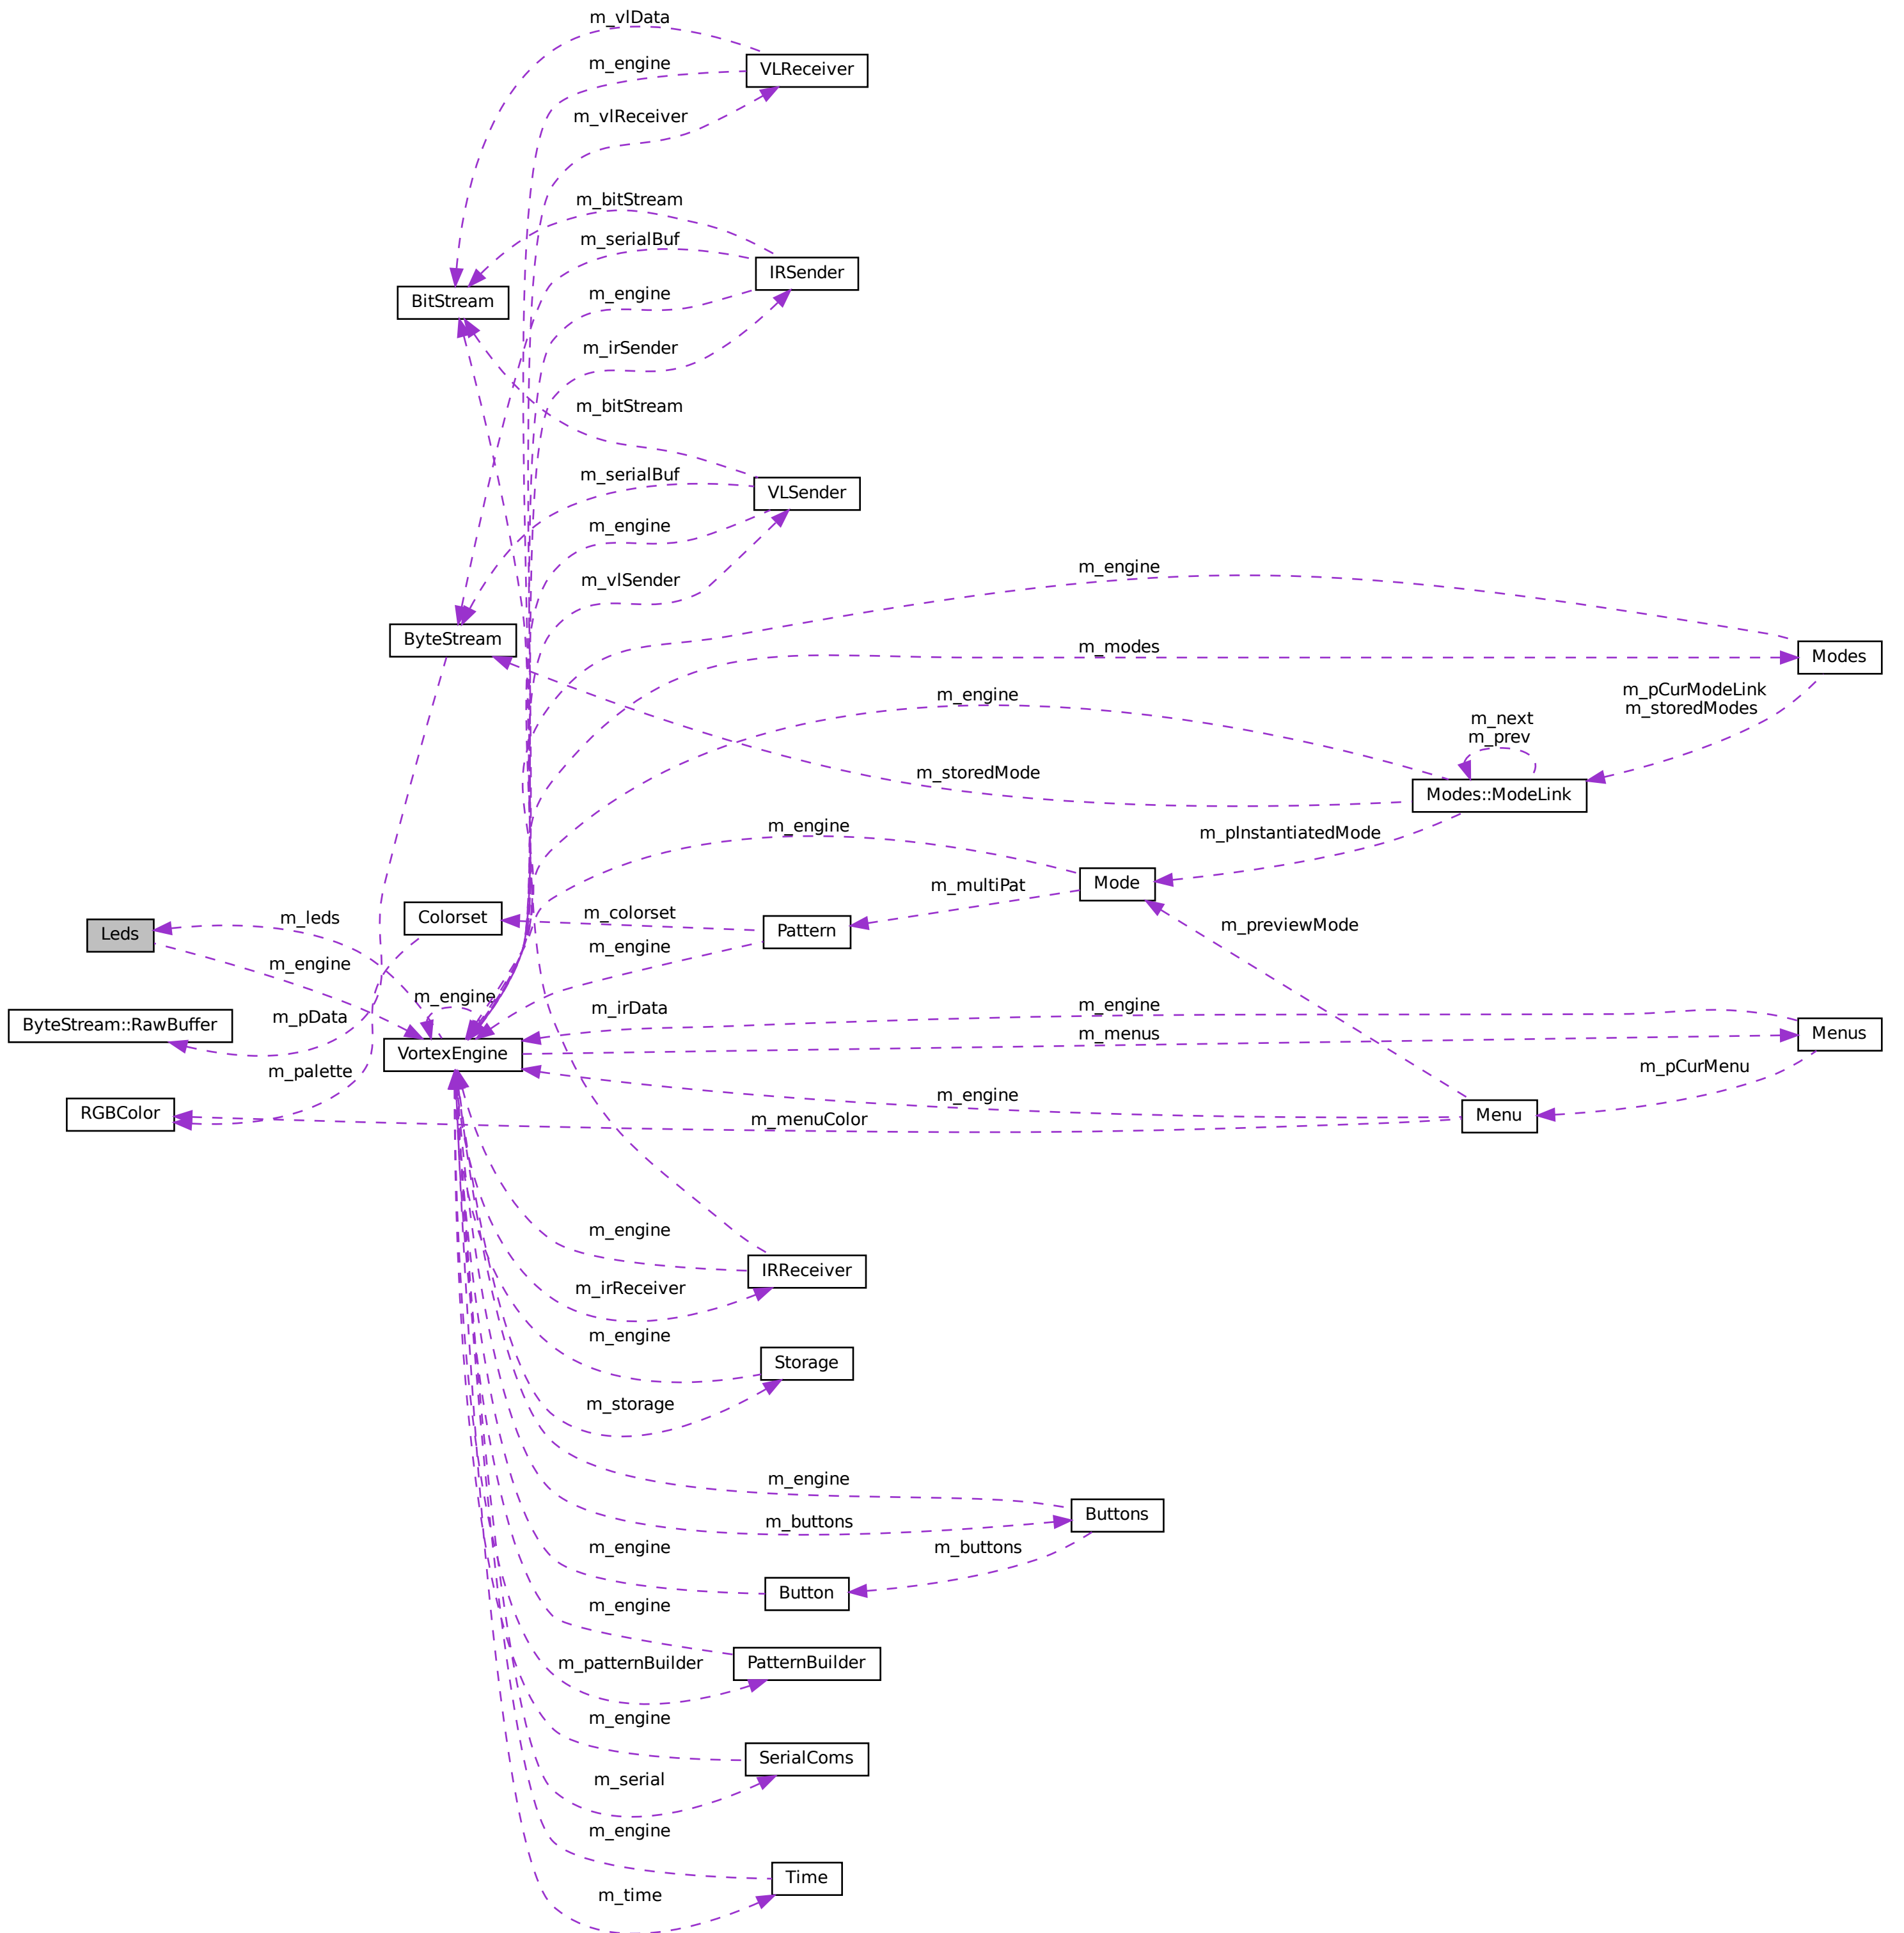 m_vlData
m_engine
VLReceiver
m_vlReceiver
m_bitStream
m_serialBuf
IRSender
m_engine
BitStream
m_irSender
m_bitStream
m_serialBuf
VLSender
m_engine
m_engine
m_vlSender
ByteStream
m_modes
Modes
m_engine
m_pCurModeLink
m_storedModes
m_next
m_prev
m_storedMode
Modes::ModeLink
m_engine
m_pInstantiatedMode
Mode
m_multiPat
Colorset
m_colorset
m_leds
Leds
Pattern
m_previewMode
m_engine
m_engine
m_engine
m_irData
m_engine
ByteStream::RawBuffer
m_pData
VortexEngine
m_menus
Menus
m_palette
m_pCurMenu
m_engine
RGBColor
m_menuColor
Menu
m_engine
IRReceiver
m_irReceiver
m_engine
Storage
m_storage
m_engine
Buttons
m_buttons
m_engine
m_buttons
Button
m_engine
m_patternBuilder
PatternBuilder
m_engine
SerialComs
m_serial
m_engine
Time
m_time